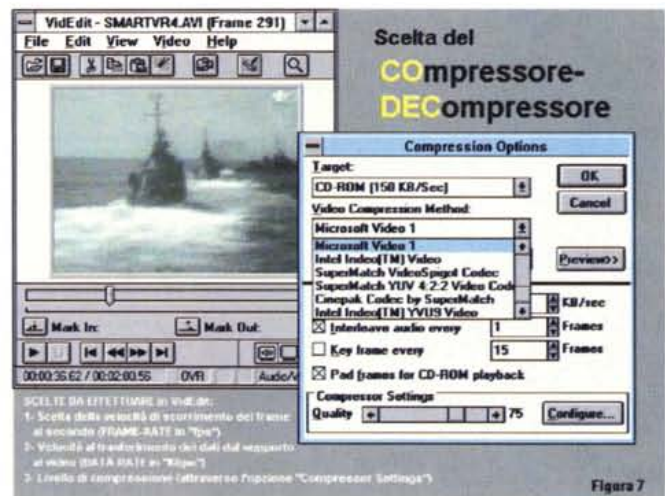 VidEdit - SMARTVR4.AVI (Frame 291)
File Edit View Video Help
Mark In:
Mark Out:
00:00:36.62 / 00:02:00.56 OVR Audio/
Scelta del
COmpressore-
DECompressore
Compression Options
Target:
CD-ROM (150 KB/Sec)
OK
Cancel
Video Compression Method:
Microsoft Video 1
Microsoft Video 1
Intel Indeo(TM) Video
SuperMatch VideoSpigot Codec
SuperMatch YUV 4:2:2 Video Code
Cinepak Codec by SuperMatch
Intel Indeo(TM) YVU9 Video
Preview>>
KB/sec
Interleave audio every 1 Frames
Key frame every 15 Frames
Pad frames for CD-ROM playback
Compressor Settings
Quality 75 Configure...
SCELTE DA EFFETTUARE in VidEdit:
1- Scelta della velocità di scorrimento dei frame
al secondo (FRAME-RATE in "fps")
2- Velocità di trasferimento dei dati dal supporto
al video (DATA RATE in "Kbps")
3- Livello di compressione (attraverso l'opzione "Compressor Settings")
Figura 7